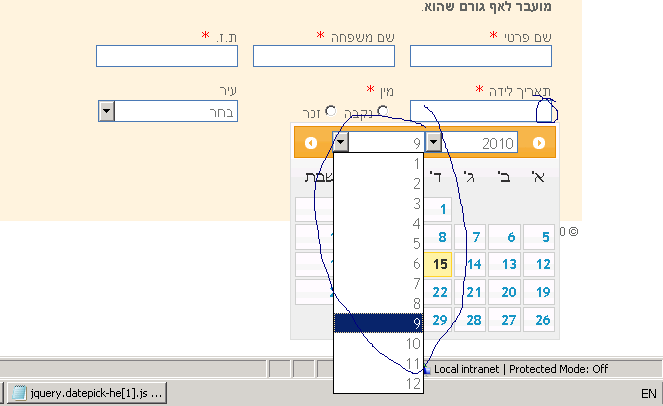 מועבר לאף גורם שהוא.
שם פרטי * שם משפחה * ת.ז. *
תאריך לידה * מין * עיר
נקבה זכר בחר
2010 9
א' ב' ג' ד' שבת
1
5 6 7 8
12 13 14 15
19 20 21 22
26 27 28 29
1
2
3
4
5
6
7
8
9
10
11
12
© 0
Local intranet | Protected Mode: Off
jquery.datepick-he[1].js ...
EN